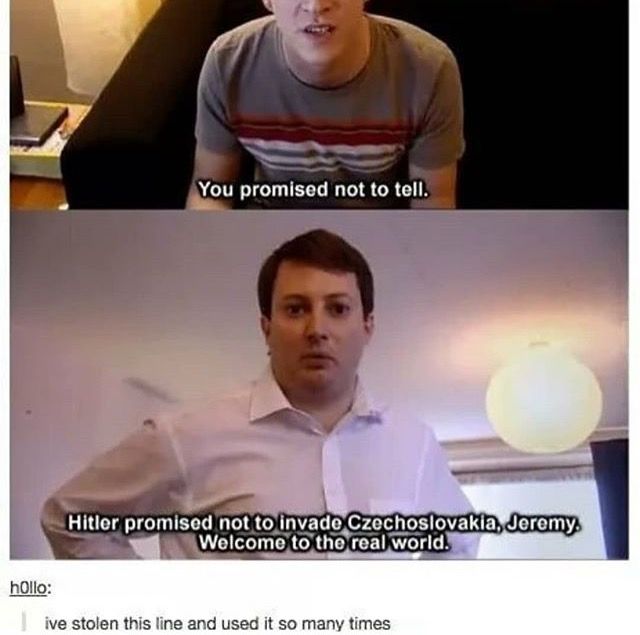 You promised not to tell.
Hitler promised not to invade Czechoslovakia, Jeremy.
Welcome to the real world.
h0llo:
ive stolen this line and used it so many times